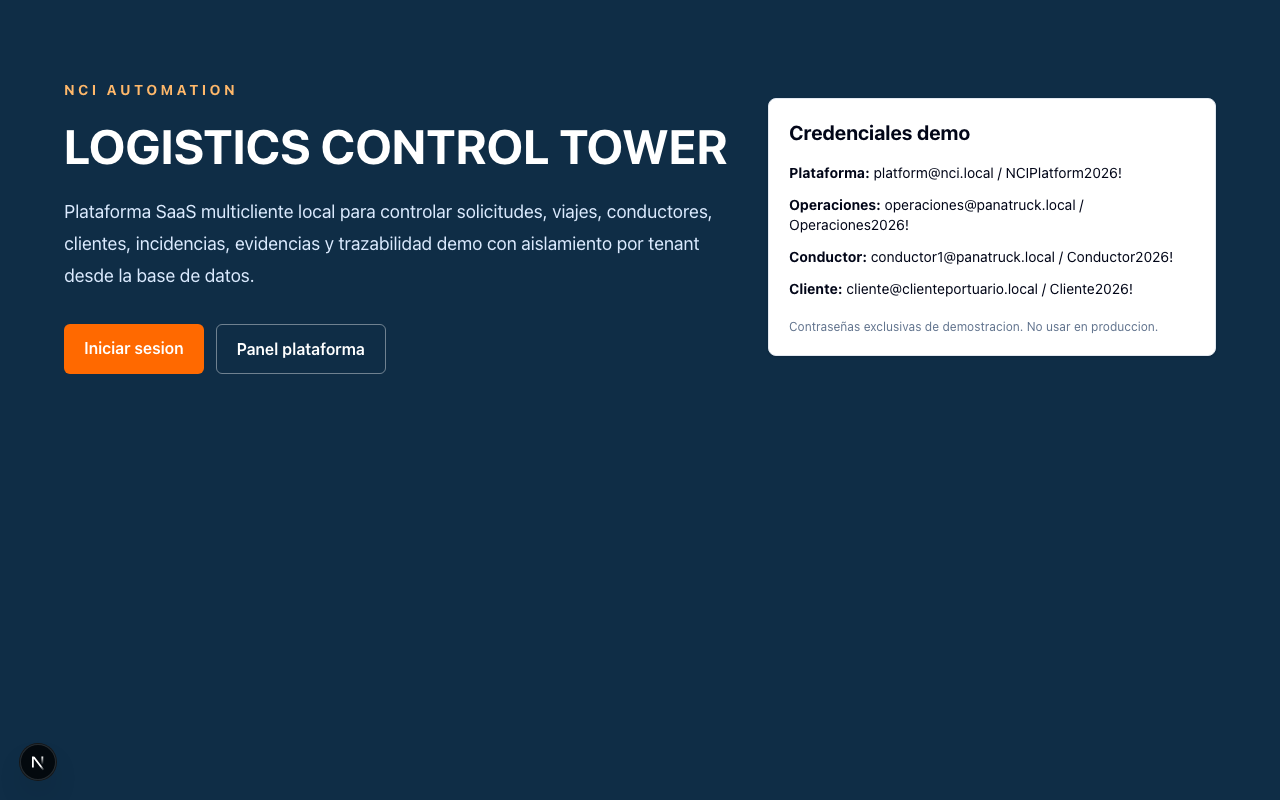 NCI AUTOMATION
LOGISTICS CONTROL TOWER
Plataforma SaaS multicliente local para controlar solicitudes, viajes, conductores,
clientes, incidencias, evidencias y trazabilidad demo con aislamiento por tenant
desde la base de datos.
Iniciar sesion
Panel plataforma
Credenciales demo
Plataforma: platform@nci.local / NCIPlatform2026!
Operaciones: operaciones@panatruck.local /
Operaciones2026!
Conductor: conductor1@panatruck.local / Conductor2026!
Cliente: cliente@clienteportuario.local / Cliente2026!
Contraseñas exclusivas de demostracion. No usar en produccion.
N